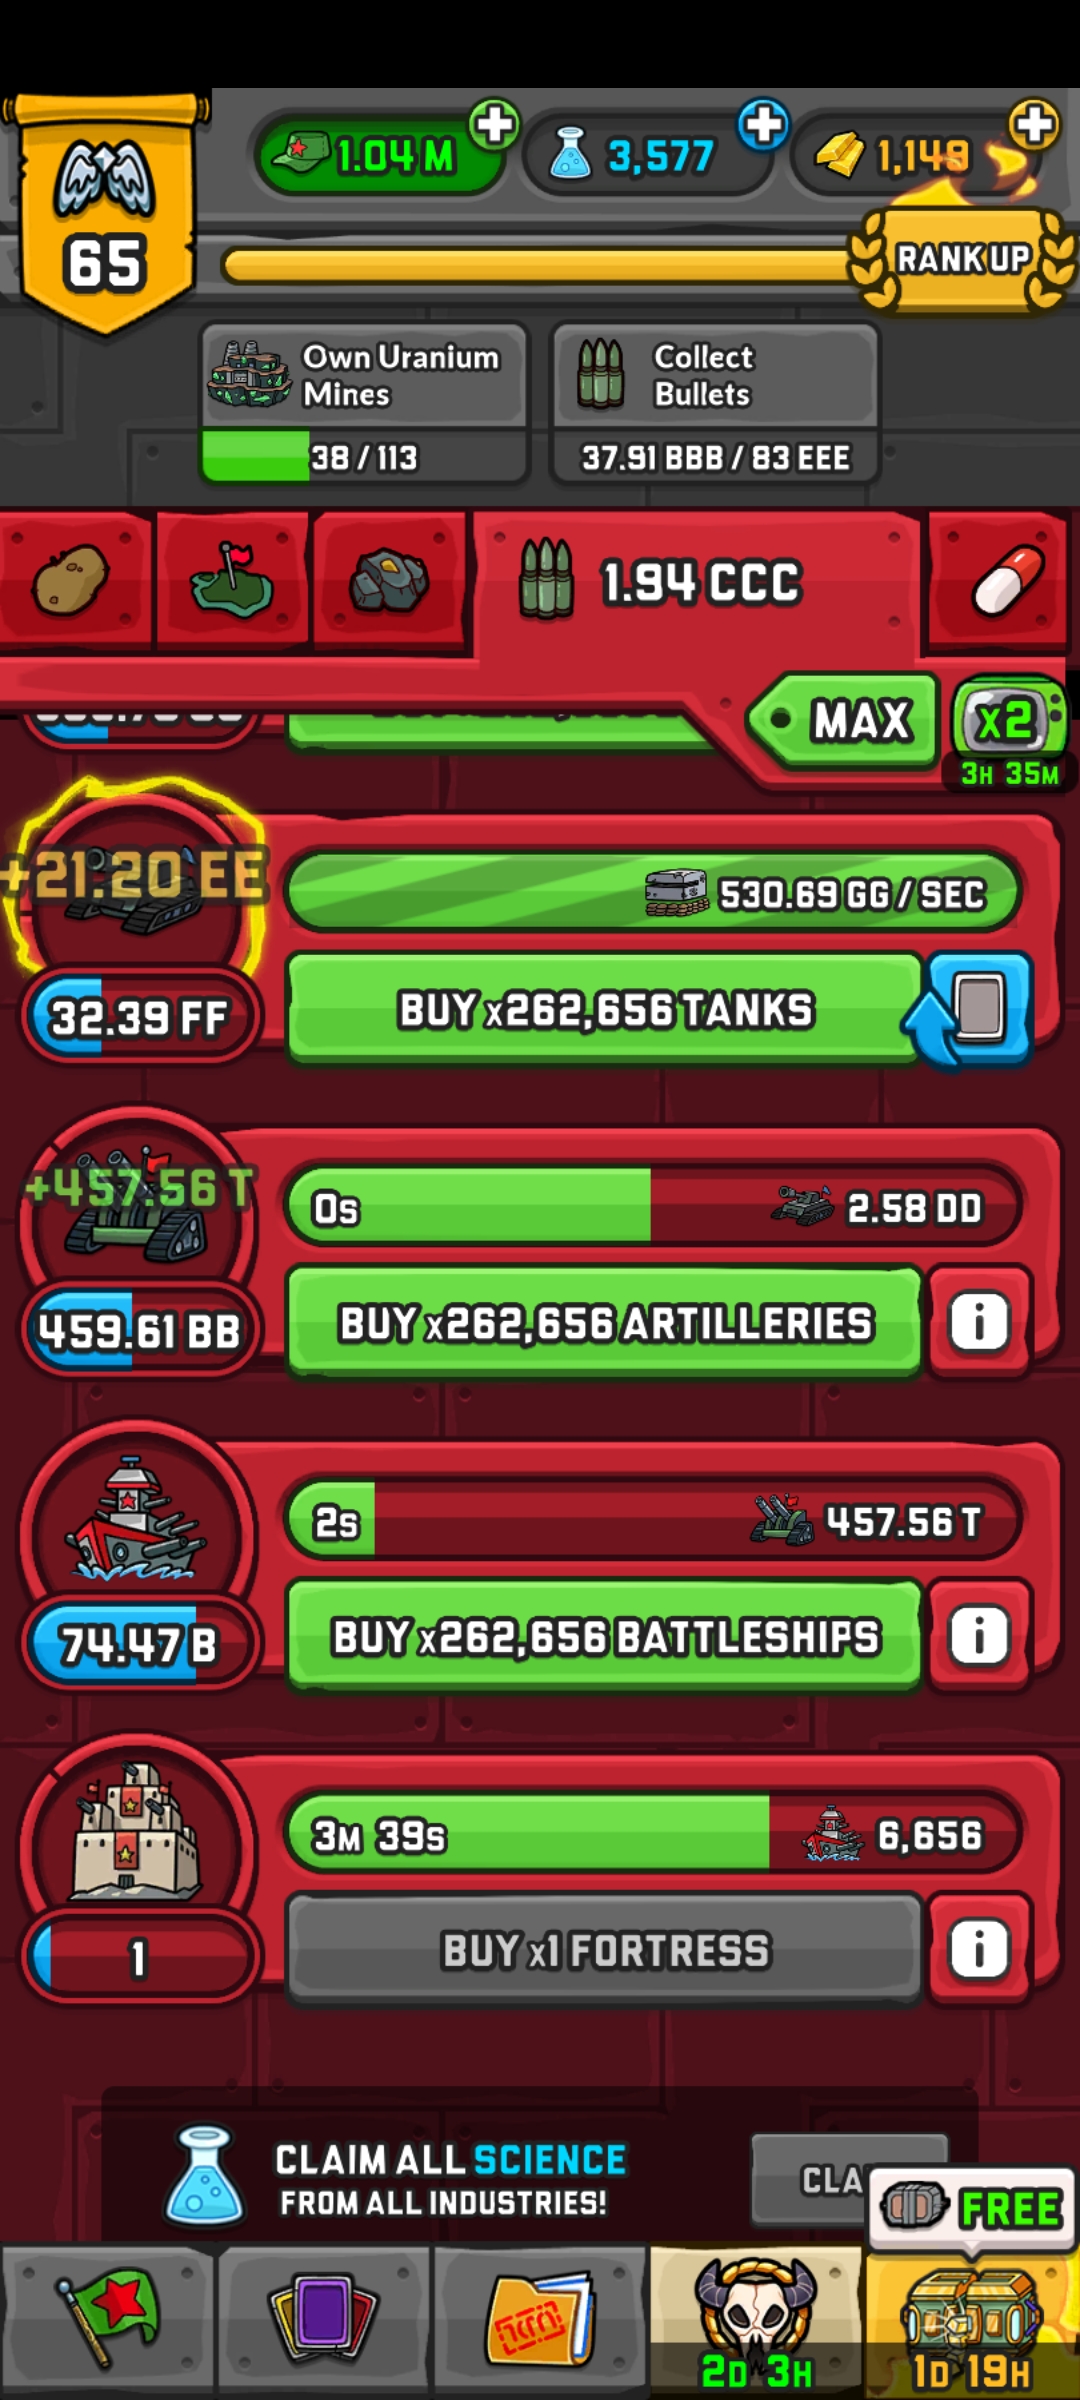 1.04 M
3,577
1,149
65
RANK UP
Own Uranium
Mines
38 / 113
Collect
Bullets
37.91 BBB / 83 EEE
1.94 CCC
MAX
x2
3H 35M
+21.20 EE
530.69 GG / SEC
32.39 FF
BUY x262,656 TANKS
+457.56 T
0s
2.58 DD
459.61 BB
BUY x262,656 ARTILLERIES
i
2s
457.56 T
74.47 B
BUY x262,656 BATTLESHIPS
i
3M 39s
6,656
1
BUY x1 FORTRESS
i
CLAIM ALL SCIENCE
FROM ALL INDUSTRIES!
CLA
FREE
2D 3H
1D 19H